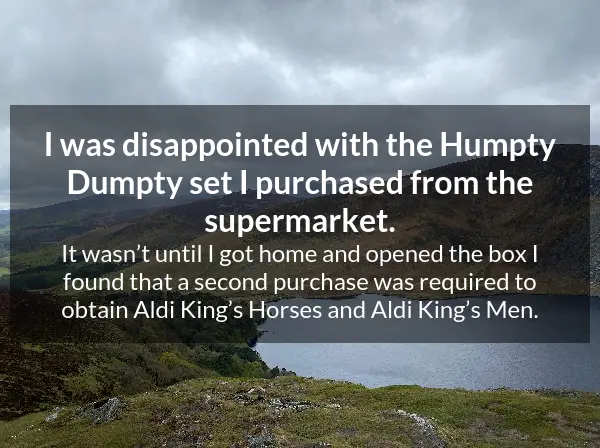 I was disappointed with the Humpty
Dumpty set I purchased from the
supermarket.
It wasn’t until I got home and opened the box I
found that a second purchase was required to
obtain Aldi King’s Horses and Aldi King’s Men.